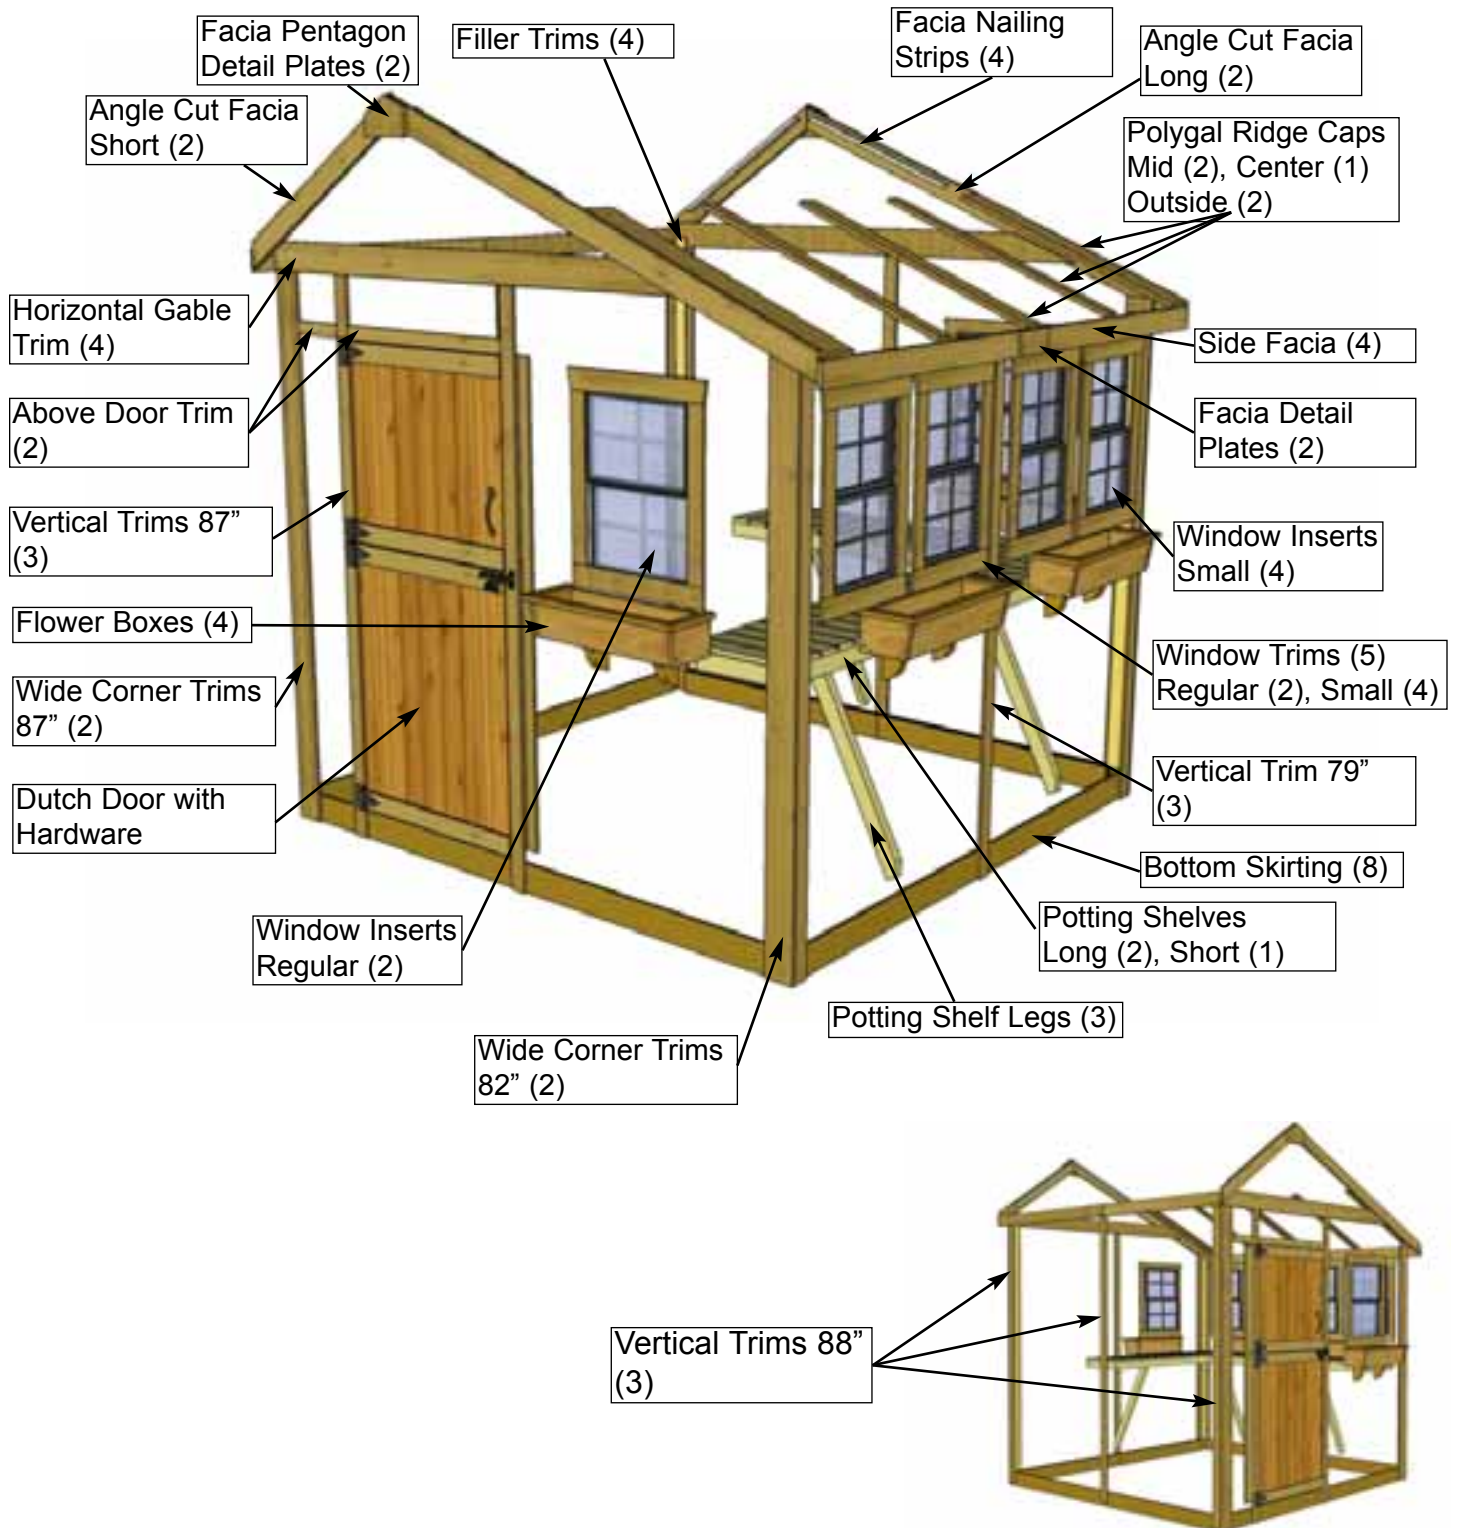 Facia Pentagon
Detail Plates (2)
Filler Trims (4)
Facia Nailing
Strips (4)
Angle Cut Facia
Long (2)
Angle Cut Facia
Short (2)
Polygal Ridge Caps
Mid (2), Center (1)
Outside (2)
Horizontal Gable
Trim (4)
Side Facia (4)
Above Door Trim
(2)
Facia Detail
Plates (2)
Vertical Trims 87”
(3)
Window Inserts
Small (4)
Flower Boxes (4)
Window Trims (5)
Regular (2), Small (4)
Wide Corner Trims
87” (2)
Vertical Trim 79”
(3)
Dutch Door with
Hardware
Bottom Skirting (8)
Window Inserts
Regular (2)
Potting Shelves
Long (2), Short (1)
Potting Shelf Legs (3)
Wide Corner Trims
82” (2)
Vertical Trims 88”
(3)